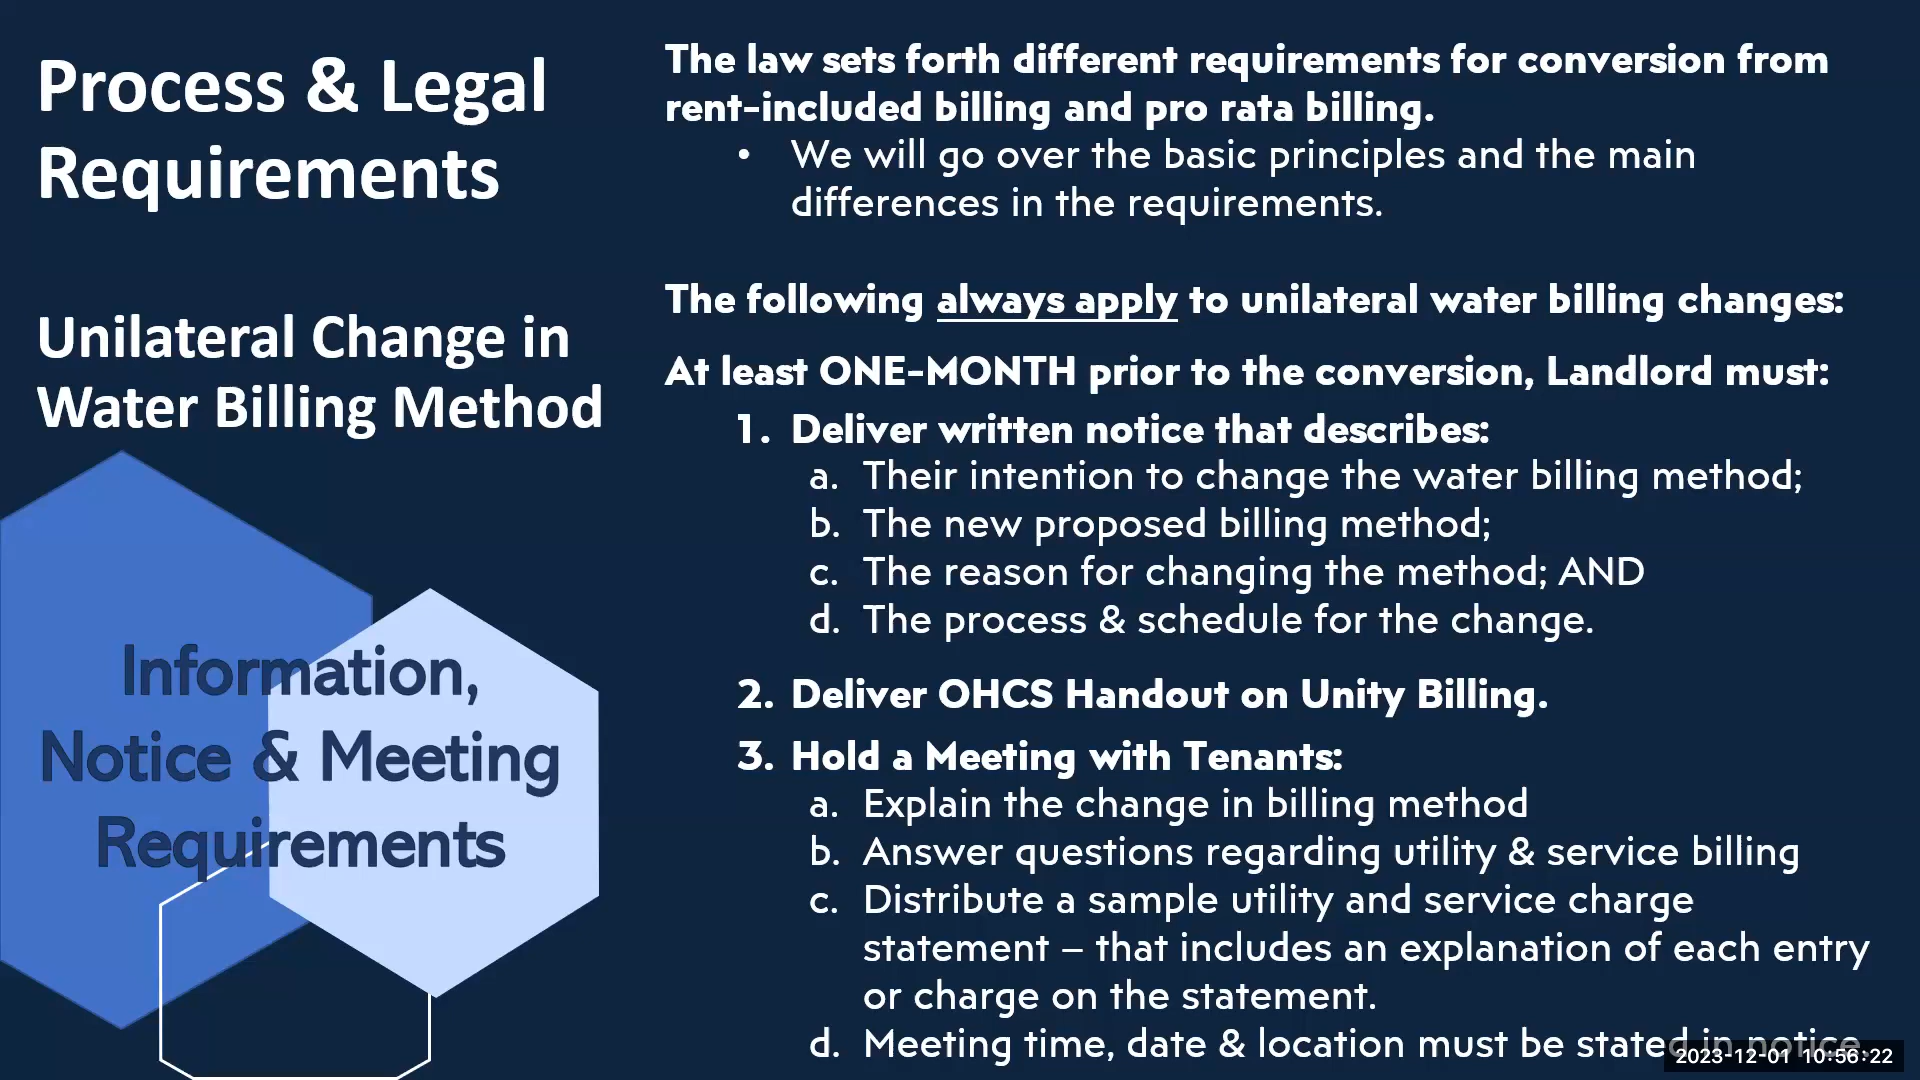 Process & Legal
Requirements
Unilateral Change in
Water Billing Method
Information,
Notice & Meeting
Requirements
The law sets forth different requirements for conversion from
rent-included billing and pro rata billing.
• We will go over the basic principles and the main
differences in the requirements.
The following always apply to unilateral water billing changes:
At least ONE-MONTH prior to the conversion, Landlord must:
1. Deliver written notice that describes:
a. Their intention to change the water billing method;
b. The new proposed billing method;
c. The reason for changing the method; AND
d. The process & schedule for the change.
2. Deliver OHCS Handout on Unity Billing.
3. Hold a Meeting with Tenants:
a. Explain the change in billing method
b. Answer questions regarding utility & service billing
c. Distribute a sample utility and service charge
statement – that includes an explanation of each entry
or charge on the statement.
d. Meeting time, date & location must be stated in notice.
2023-12-01 10:56:22